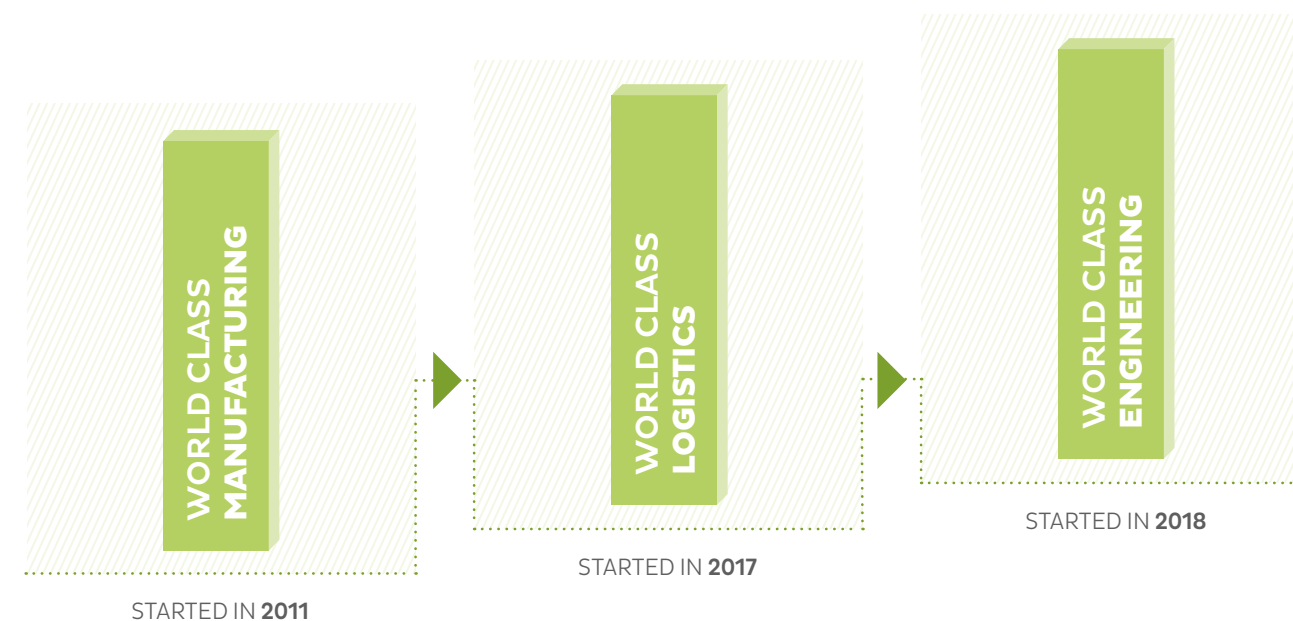 WORLD CLASS
MANUFACTURING
STARTED IN 2011
WORLD CLASS
LOGISTICS
STARTED IN 2017
WORLD CLASS
ENGINEERING
STARTED IN 2018